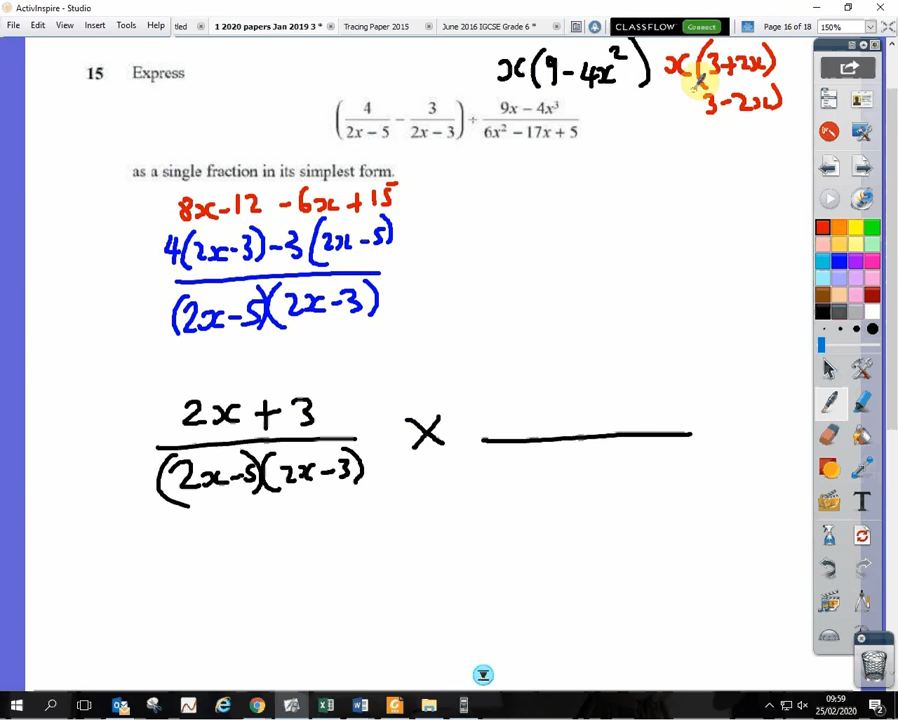 ActivInspire - Studio
File Edit View Insert Tools Help tled 1 2020 papers Jan 2019 3 * Tracing Paper 2015 June 2016 IGCSE Grade 6 * CLASSFLOW Connect Page 16 of 18 150%
x(9 - 4x²) x(3+2x)
3-2x)
15 Express
(4/(2x – 5) – 3/(2x – 3)) ÷ (9x – 4x³)/(6x² – 17x + 5)
as a single fraction in its simplest form.
8x-12 -6x+15
4(2x-3)-3(2x-5)
(2x-5)(2x-3)
2x+3 ×
(2x-5)(2x-3)
09:59
25/02/2020
2